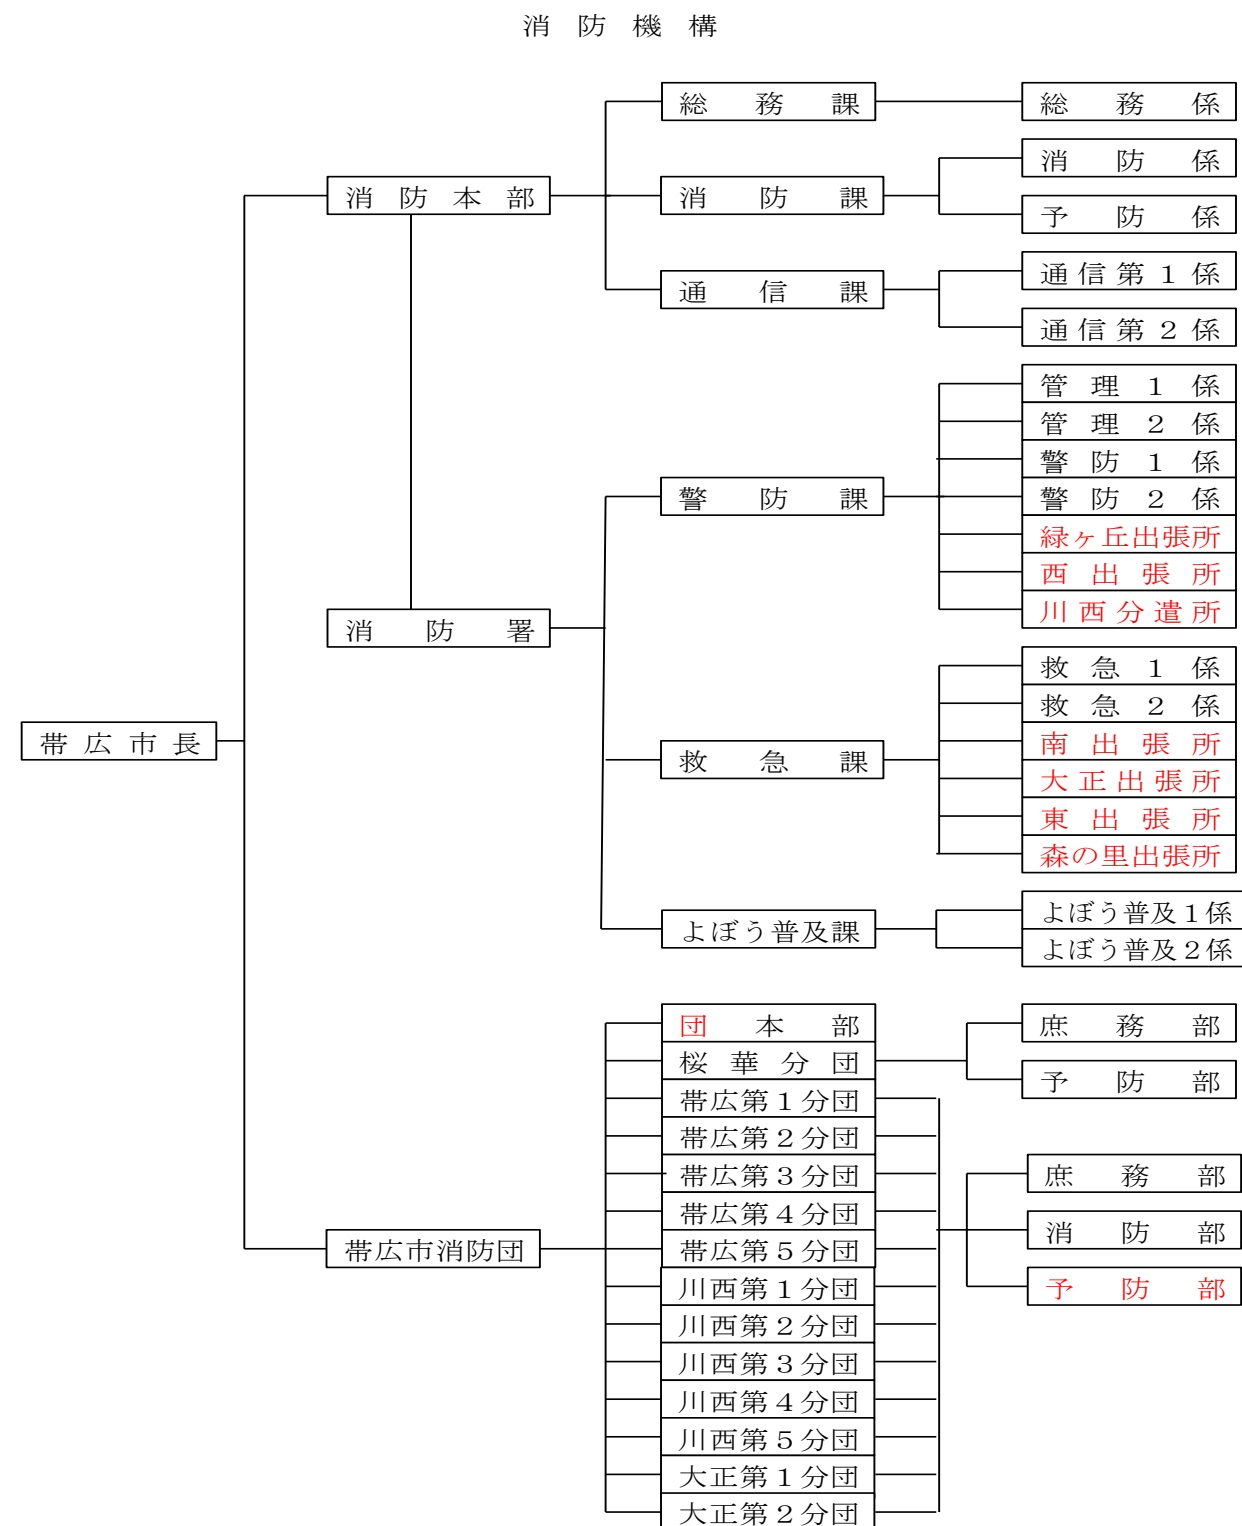 消防機構
総務課
総務係
消防係
消防本部
消防課
予防係
通信第１係
通信課
通信第２係
管理１係
管理２係
警防１係
警防課
警防２係
緑ヶ丘出張所
西出張所
川西分遣所
消防署
救急１係
救急２係
帯広市長
南出張所
救急課
大正出張所
東出張所
森の里出張所
よぼう普及１係
よぼう普及課
よぼう普及２係
団本部
庶務部
桜華分団
予防部
帯広第１分団
帯広第２分団
帯広第３分団
庶務部
帯広第４分団
消防部
帯広市消防団
帯広第５分団
川西第１分団
予防部
川西第２分団
川西第３分団
川西第４分団
川西第５分団
大正第１分団
大正第２分団